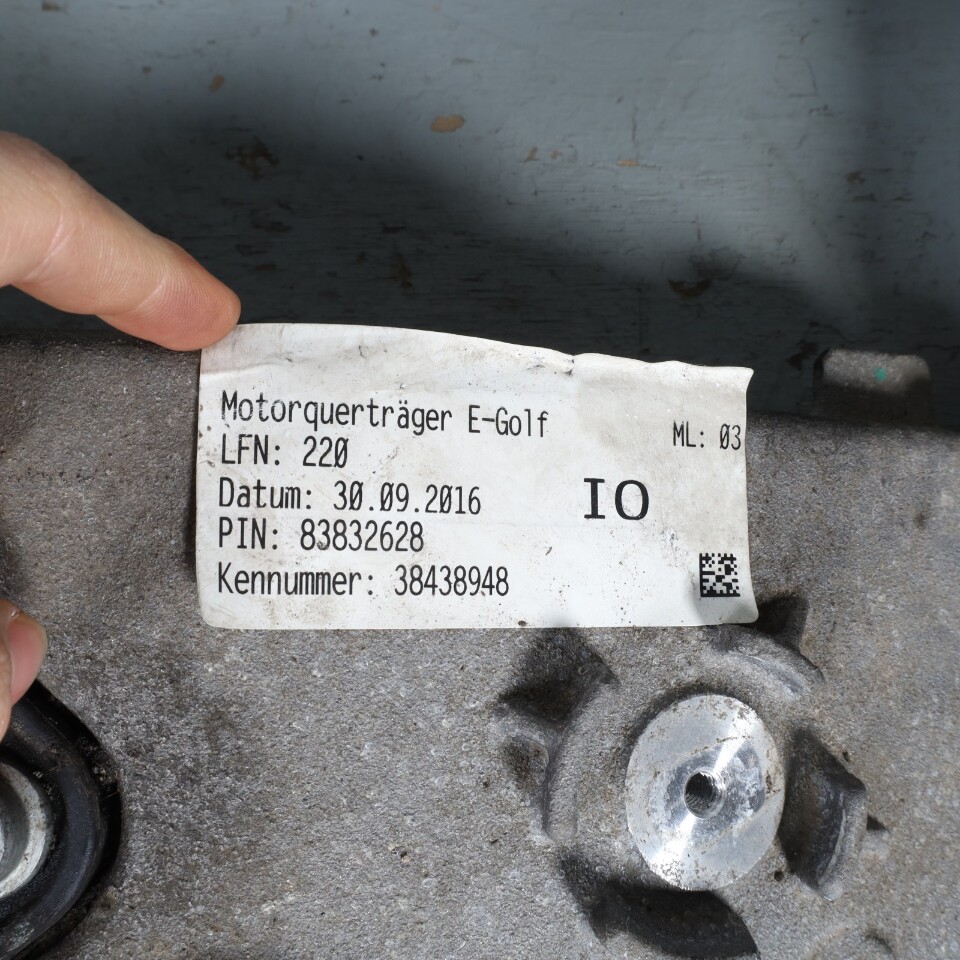 Motorquerträger E-Golf
ML: 03
LFN: 220
Datum: 30.09.2016
IO
PIN: 83832628
Kennummer: 38438948